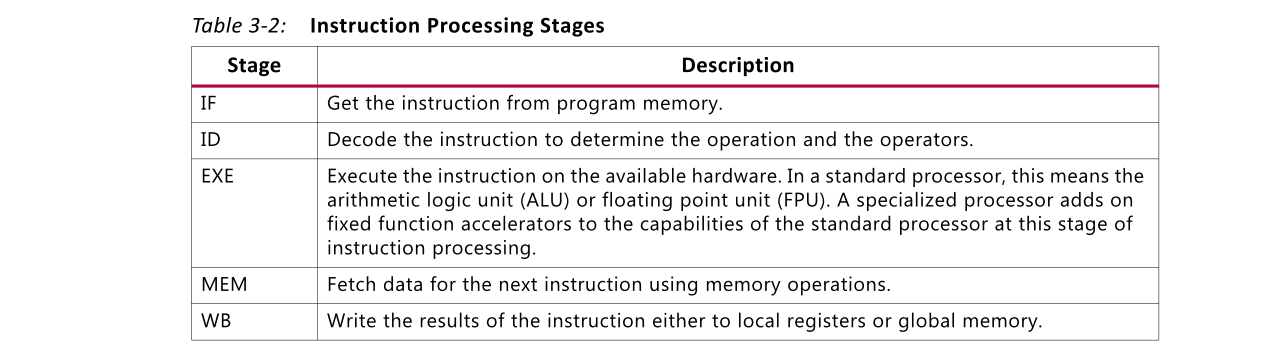 Table 3-2: Instruction Processing Stages
Stage Description
IF Get the instruction from program memory.
ID Decode the instruction to determine the operation and the operators.
EXE Execute the instruction on the available hardware. In a standard processor, this means the
arithmetic logic unit (ALU) or floating point unit (FPU). A specialized processor adds on
fixed function accelerators to the capabilities of the standard processor at this stage of
instruction processing.
MEM Fetch data for the next instruction using memory operations.
WB Write the results of the instruction either to local registers or global memory.